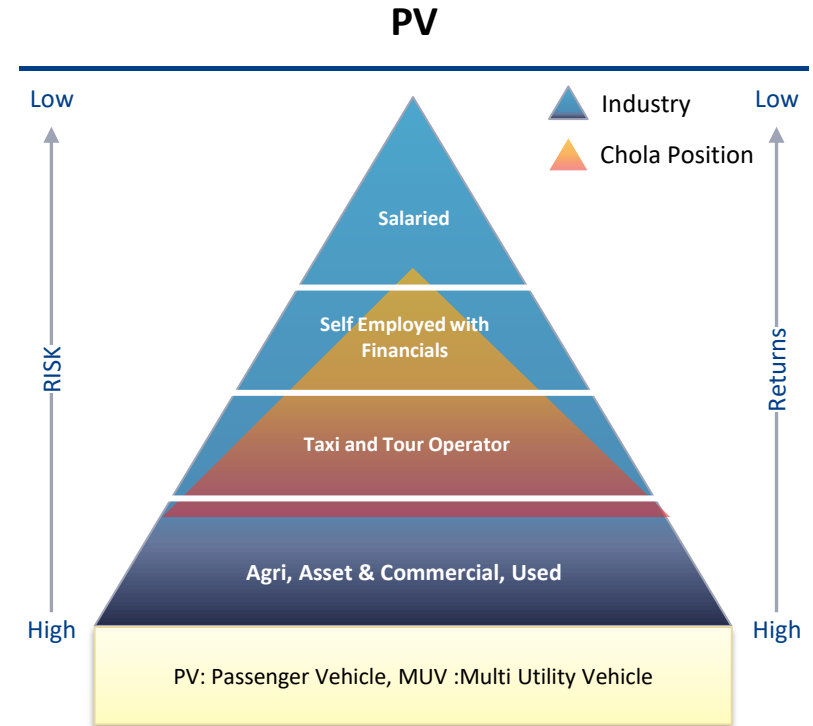 PV
Low
Industry
Low
Chola Position
Salaried
Self Employed with
Financials
RISK
Returns
Taxi and Tour Operator
Agri, Asset & Commercial, Used
High
High
PV: Passenger Vehicle, MUV :Multi Utility Vehicle